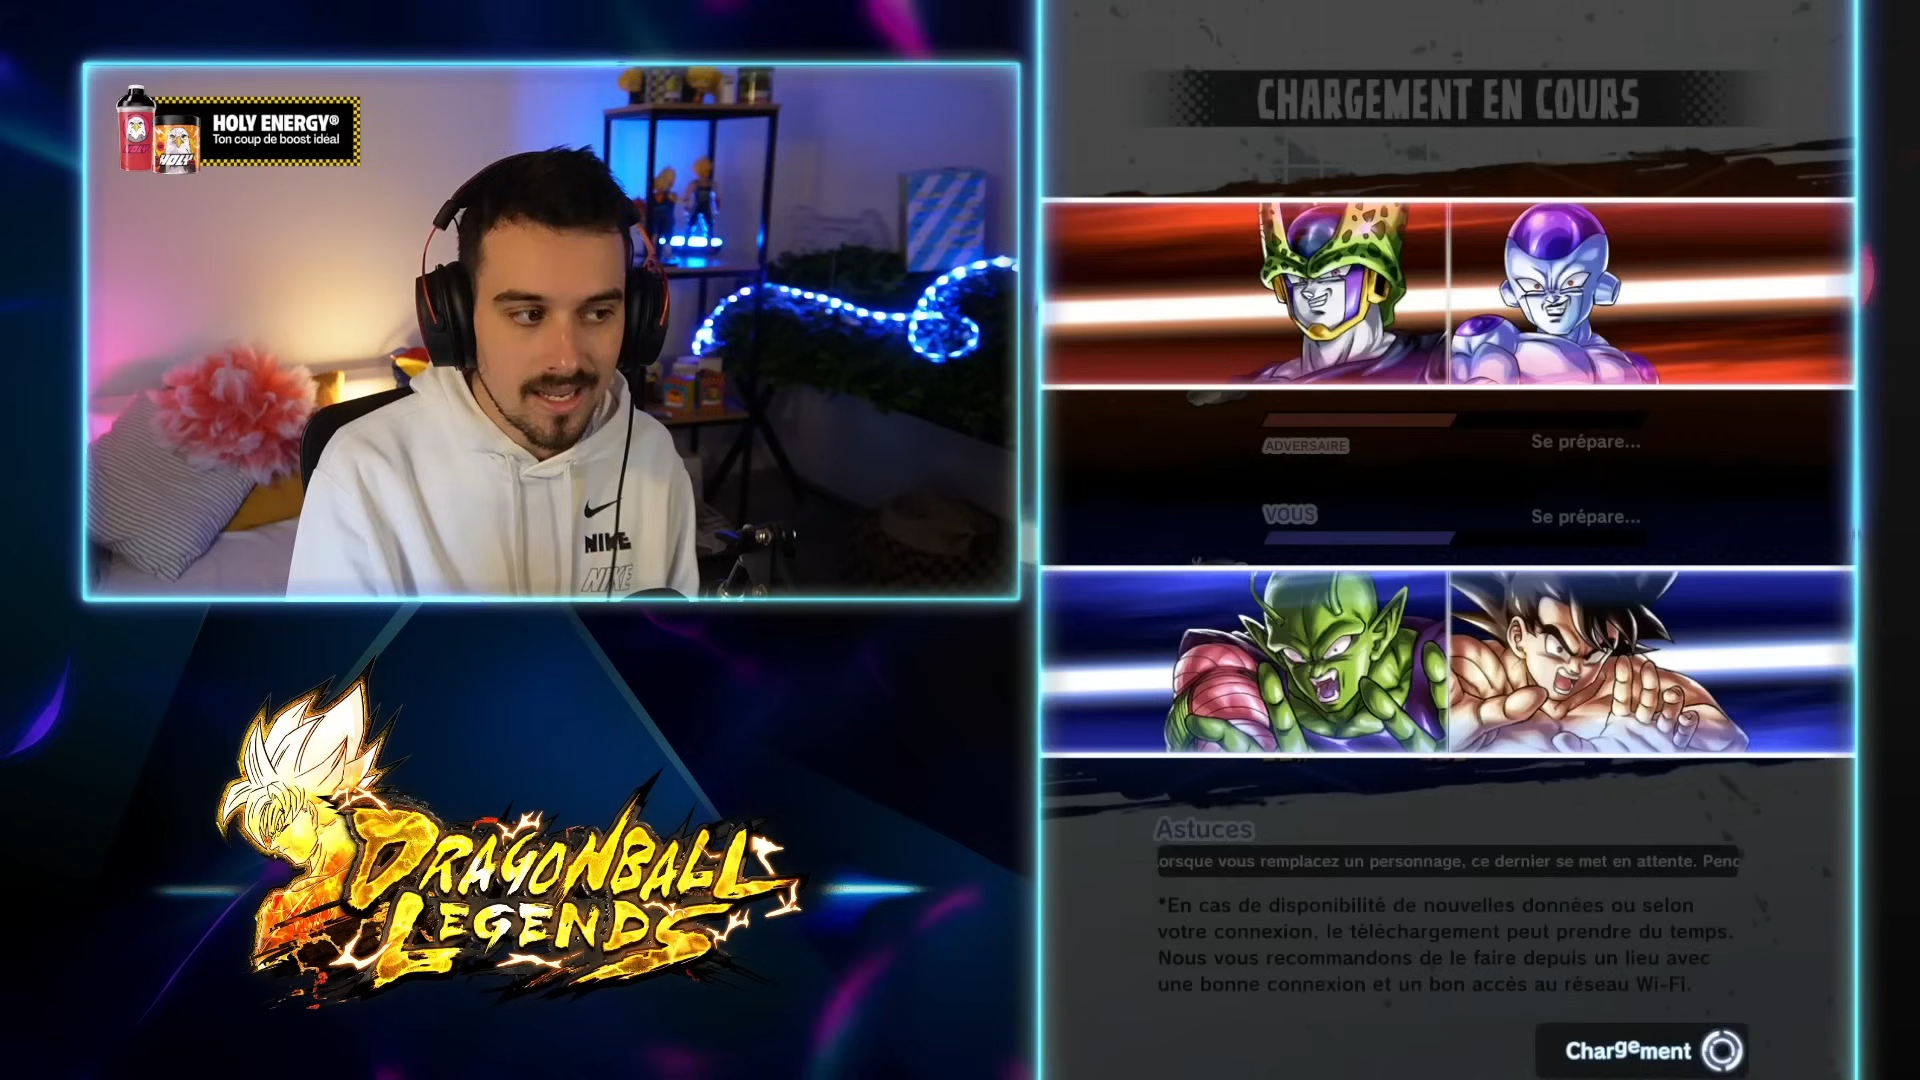 HOLY ENERGY®
Ton coup de boost idéal
HOLY
NIKE
NIKE
DRAGONBALL
LEGENDS
CHARGEMENT EN COURS
ADVERSAIRE
Se prépare...
VOUS
Se prépare...
Astuces
orsque vous remplacez un personnage, ce dernier se met en attente. Penc
*En cas de disponibilité de nouvelles données ou selon
votre connexion, le téléchargement peut prendre du temps.
Nous vous recommandons de le faire depuis un lieu avec
une bonne connexion et un bon accès au réseau Wi-Fi.
Chargement